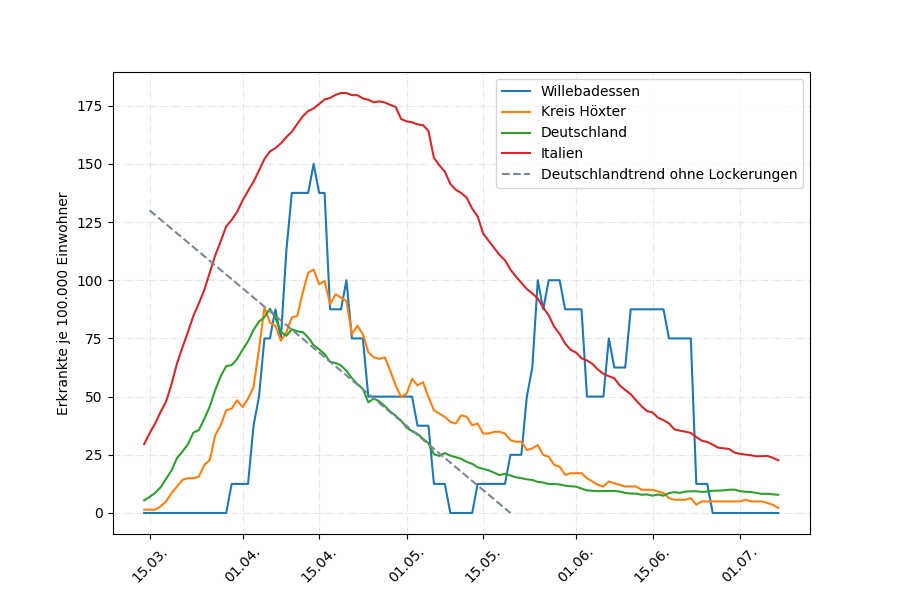 Willebadessen
Kreis Höxter
Deutschland
Italien
Deutschlandtrend ohne Lockerungen
Erkrankte je 100.000 Einwohner
175
150
125
100
75
50
25
0
15.03.
01.04.
15.04.
01.05.
15.05.
01.06.
15.06.
01.07.